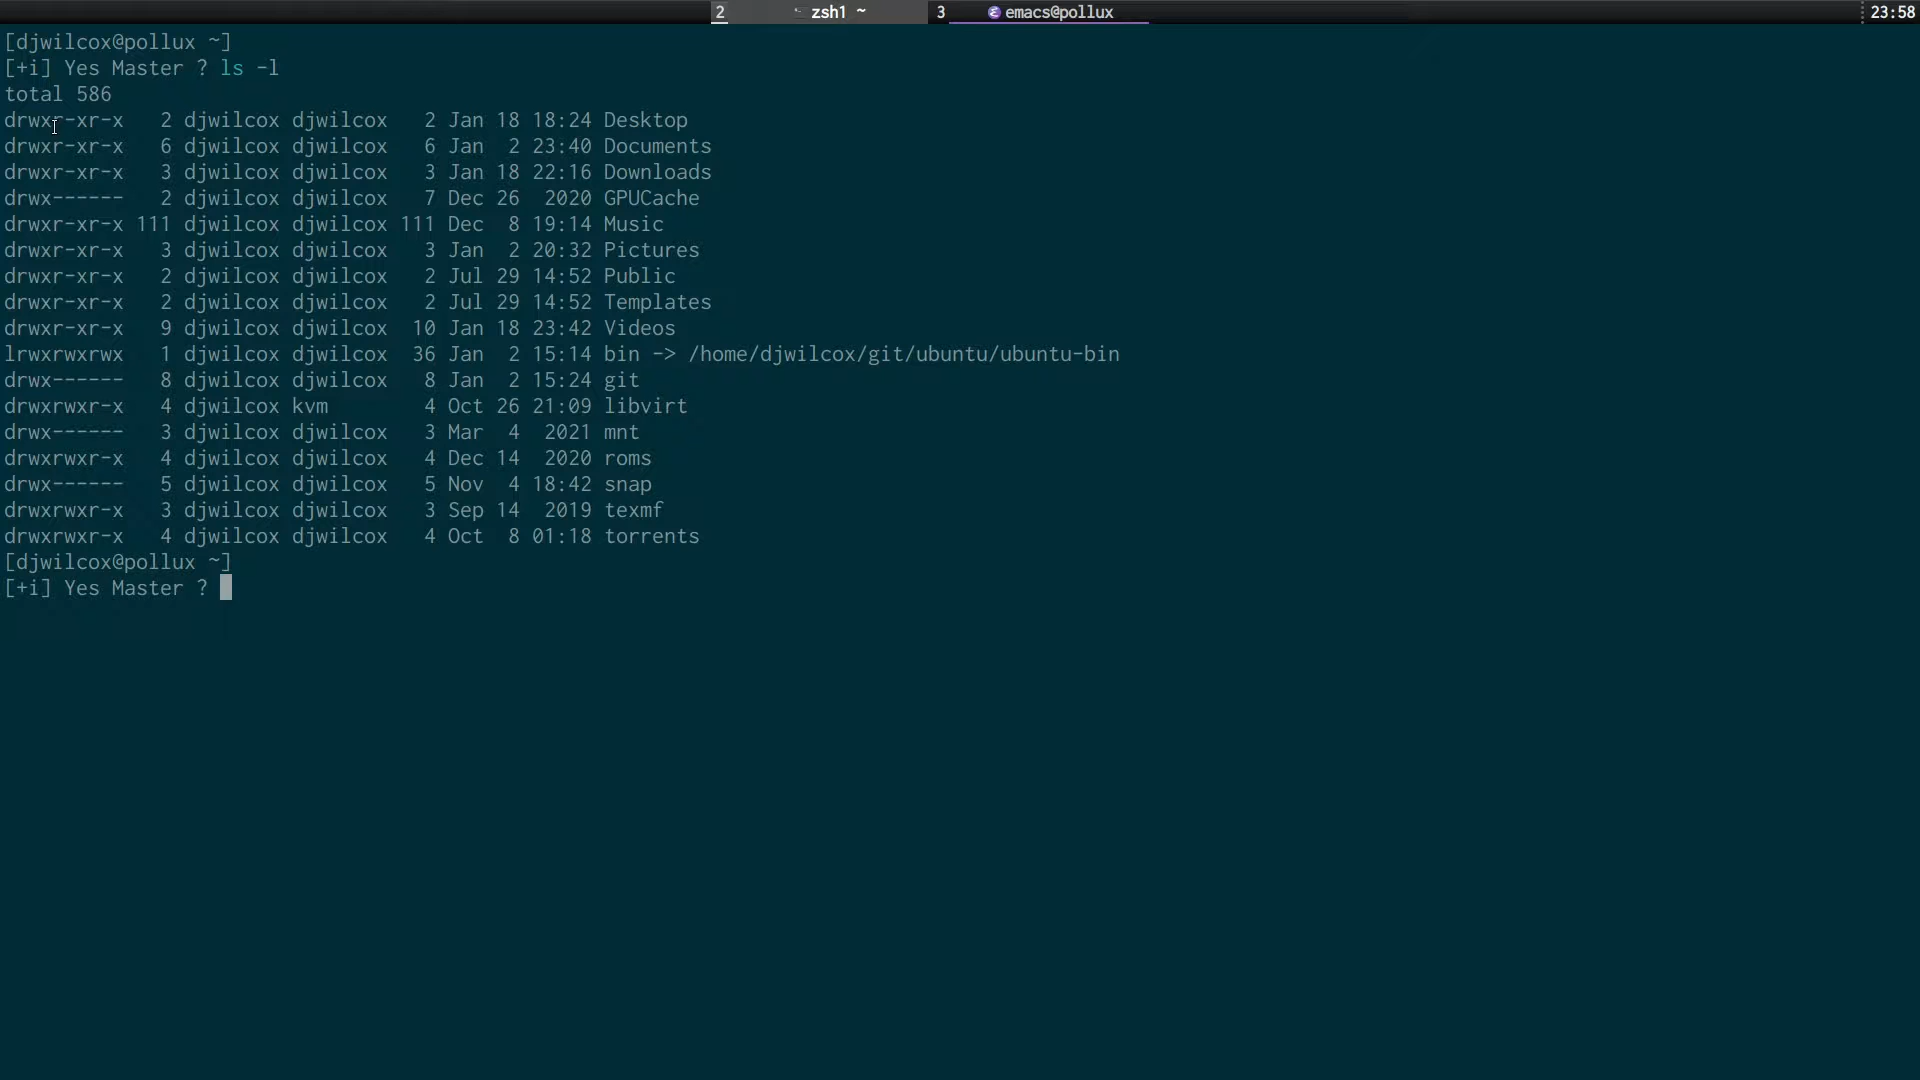 2 zsh1 ~ 3 emacs@pollux 23:58
[djwilcox@pollux ~]
[+i] Yes Master ? ls -l
total 586
drwxr-xr-x   2 djwilcox djwilcox   2 Jan 18 18:24 Desktop
drwxr-xr-x   6 djwilcox djwilcox   6 Jan  2 23:40 Documents
drwxr-xr-x   3 djwilcox djwilcox   3 Jan 18 22:16 Downloads
drwx------   2 djwilcox djwilcox   7 Dec 26  2020 GPUCache
drwxr-xr-x 111 djwilcox djwilcox 111 Dec  8 19:14 Music
drwxr-xr-x   3 djwilcox djwilcox   3 Jan  2 20:32 Pictures
drwxr-xr-x   2 djwilcox djwilcox   2 Jul 29 14:52 Public
drwxr-xr-x   2 djwilcox djwilcox   2 Jul 29 14:52 Templates
drwxr-xr-x   9 djwilcox djwilcox  10 Jan 18 23:42 Videos
lrwxrwxrwx   1 djwilcox djwilcox  36 Jan  2 15:14 bin -> /home/djwilcox/git/ubuntu/ubuntu-bin
drwx------   8 djwilcox djwilcox   8 Jan  2 15:24 git
drwxrwxr-x   4 djwilcox kvm        4 Oct 26 21:09 libvirt
drwx------   3 djwilcox djwilcox   3 Mar  4  2021 mnt
drwxrwxr-x   4 djwilcox djwilcox   4 Dec 14  2020 roms
drwx------   5 djwilcox djwilcox   5 Nov  4 18:42 snap
drwxrwxr-x   3 djwilcox djwilcox   3 Sep 14  2019 texmf
drwxrwxr-x   4 djwilcox djwilcox   4 Oct  8 01:18 torrents
[djwilcox@pollux ~]
[+i] Yes Master ?